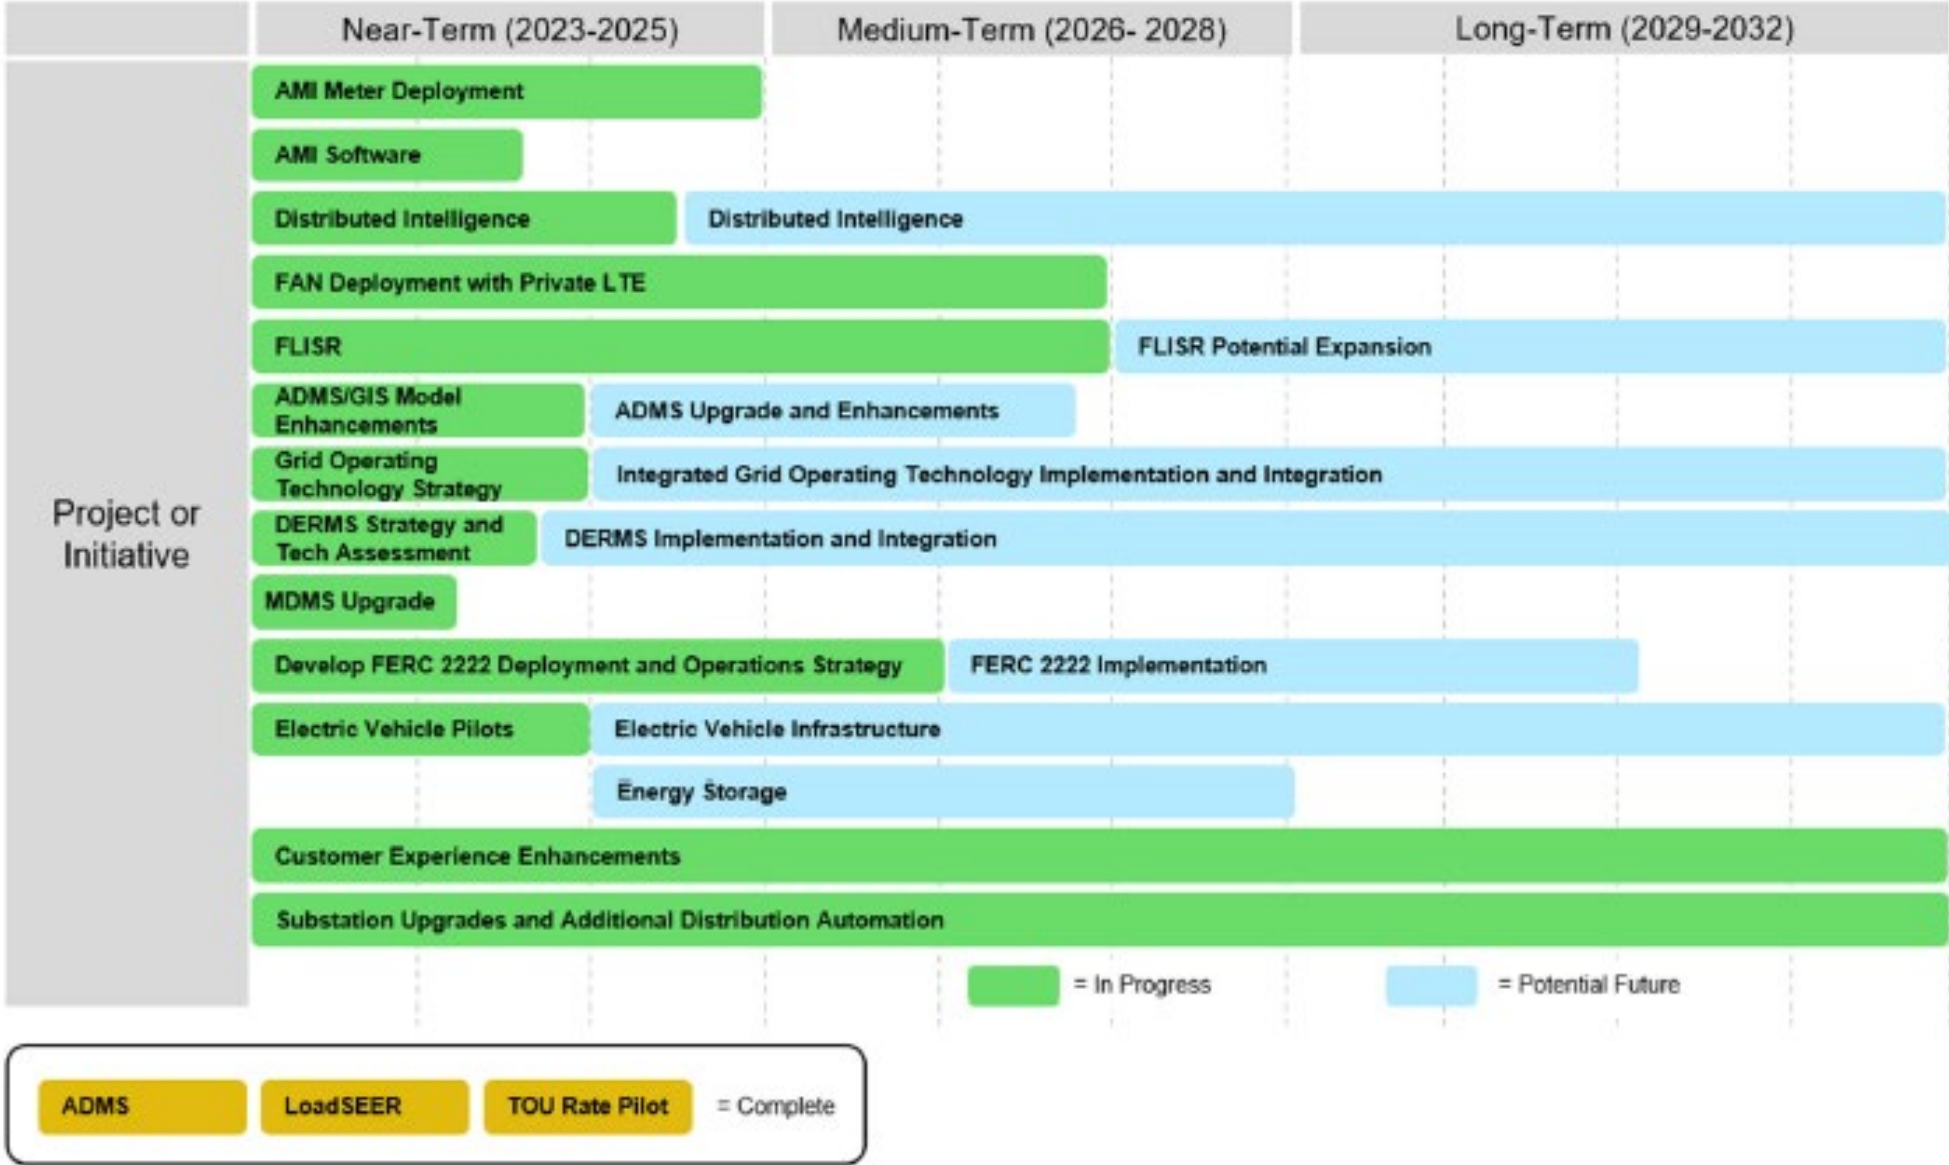 Near-Term (2023-2025)
Medium-Term (2026- 2028)
Long-Term (2029-2032)
Project or
Initiative
AMI Meter Deployment
AMI Software
Distributed Intelligence
Distributed Intelligence
FAN Deployment with Private LTE
FLISR
FLISR Potential Expansion
ADMS/GIS Model
Enhancements
ADMS Upgrade and Enhancements
Grid Operating
Technology Strategy
Integrated Grid Operating Technology Implementation and Integration
DERMS Strategy and
Tech Assessment
DERMS Implementation and Integration
MDMS Upgrade
Develop FERC 2222 Deployment and Operations Strategy
FERC 2222 Implementation
Electric Vehicle Pilots
Electric Vehicle Infrastructure
Energy Storage
Customer Experience Enhancements
Substation Upgrades and Additional Distribution Automation
= In Progress
= Potential Future
ADMS
LoadSEER
TOU Rate Pilot
= Complete